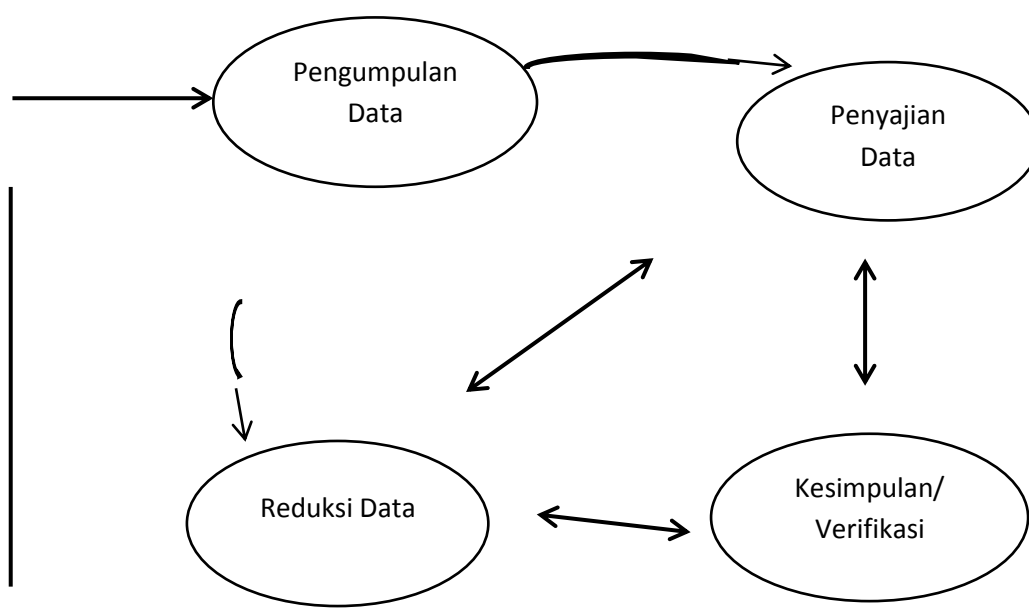 Pengumpulan
Data
Penyajian
Data
Reduksi Data
Kesimpulan/
Verifikasi